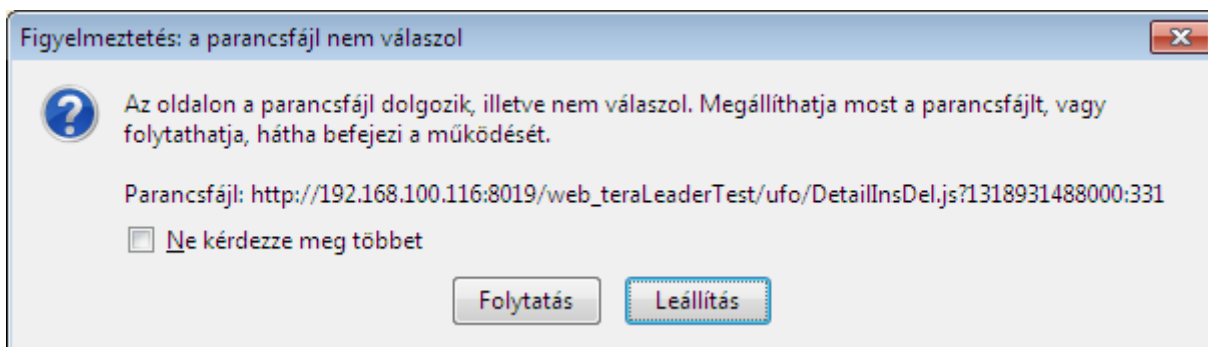 Figyelmeztetés: a parancsfájl nem válaszol
Az oldalon a parancsfájl dolgozik, illetve nem válaszol. Megállíthatja most a parancsfájlt, vagy
folytathatja, hátha befejezi a működését.
Parancsfájl: http://192.168.100.116:8019/web_teraLeaderTest/ufo/DetailInsDel.js?1318931488000:331
Ne kérdezze meg többet
Folytatás
Leállítás